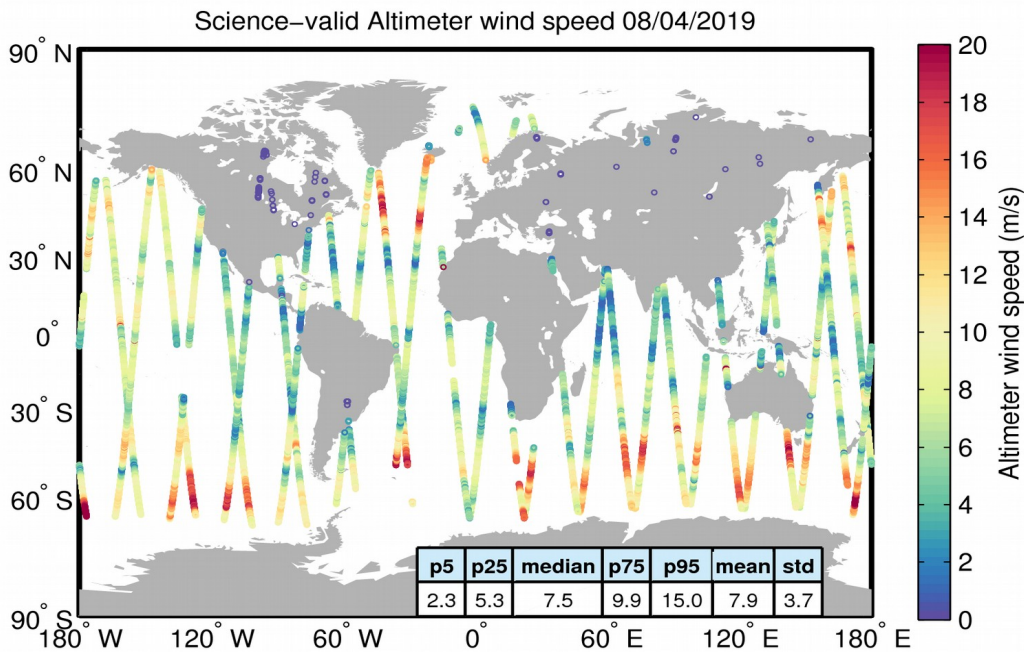 Science−valid Altimeter wind speed 08/04/2019
90° N
60° N
30° N
0°
30° S
60° S
90° S
180° W
120° W
60° W
0°
60° E
120° E
180° E
p5 p25 median p75 p95 mean std
2.3 5.3 7.5 9.9 15.0 7.9 3.7
20
18
16
14
12
10
8
6
4
2
0
Altimeter wind speed (m/s)